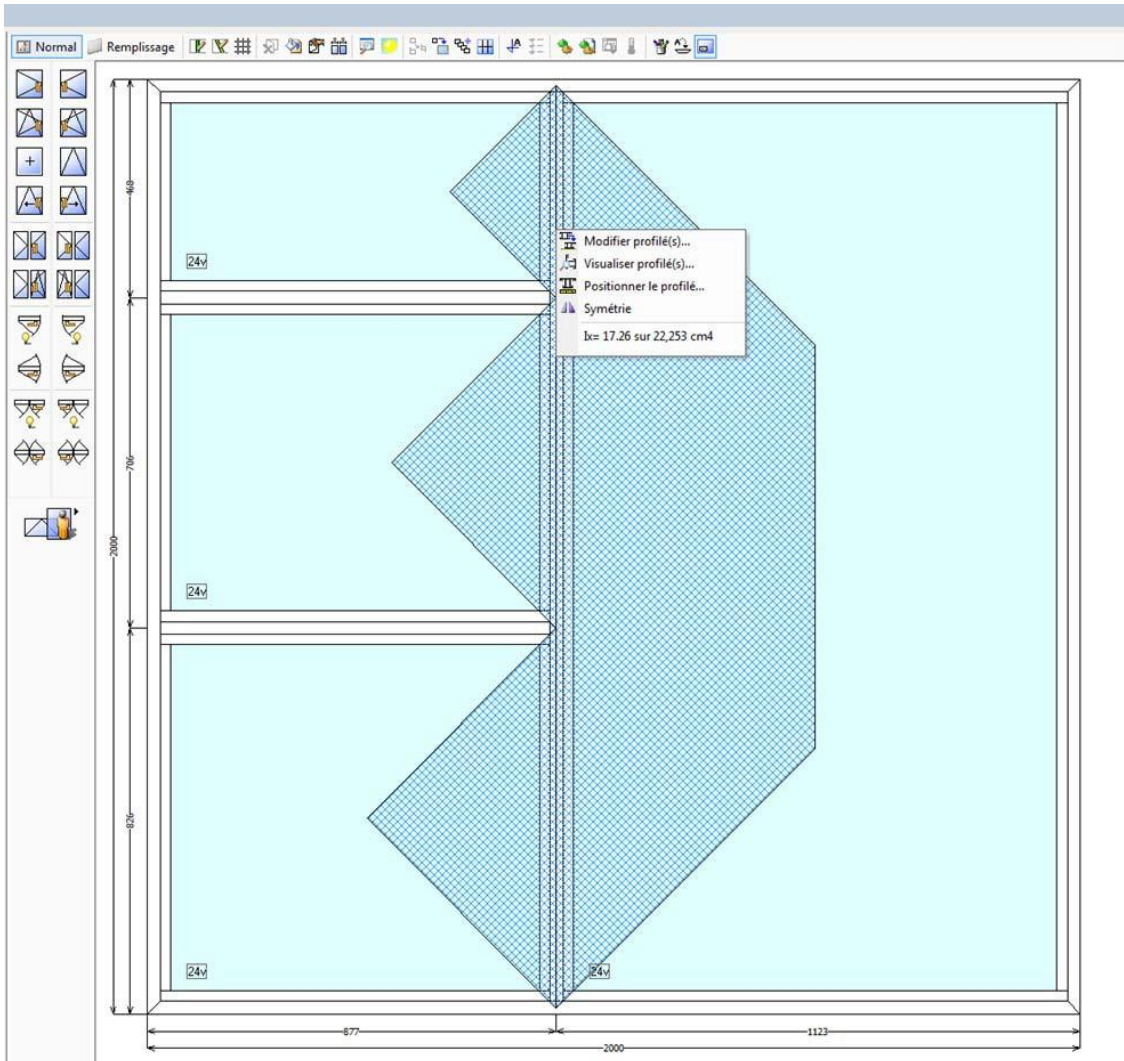 Normal Remplissage
468
24v
Modifier profilé(s)...
Visualiser profilé(s)...
Positionner le profilé...
Symétrie
Ix= 17.26 sur 22,253 cm4
706
2000
24v
826
24v
24v
877
1123
2000